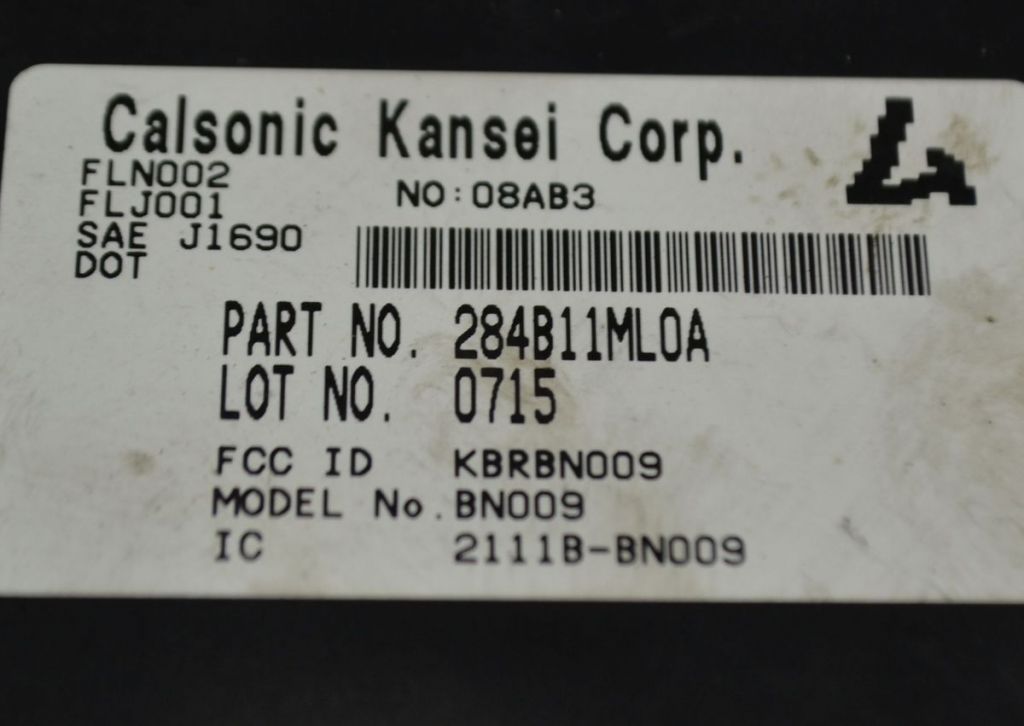 Calsonic Kansei Corp.
FLN002
FLJ001
NO:08AB3
SAE J1690
DOT
PART NO. 284B11ML0A
LOT NO. 0715
FCC ID KBRBN009
MODEL No. BN009
IC 2111B-BN009